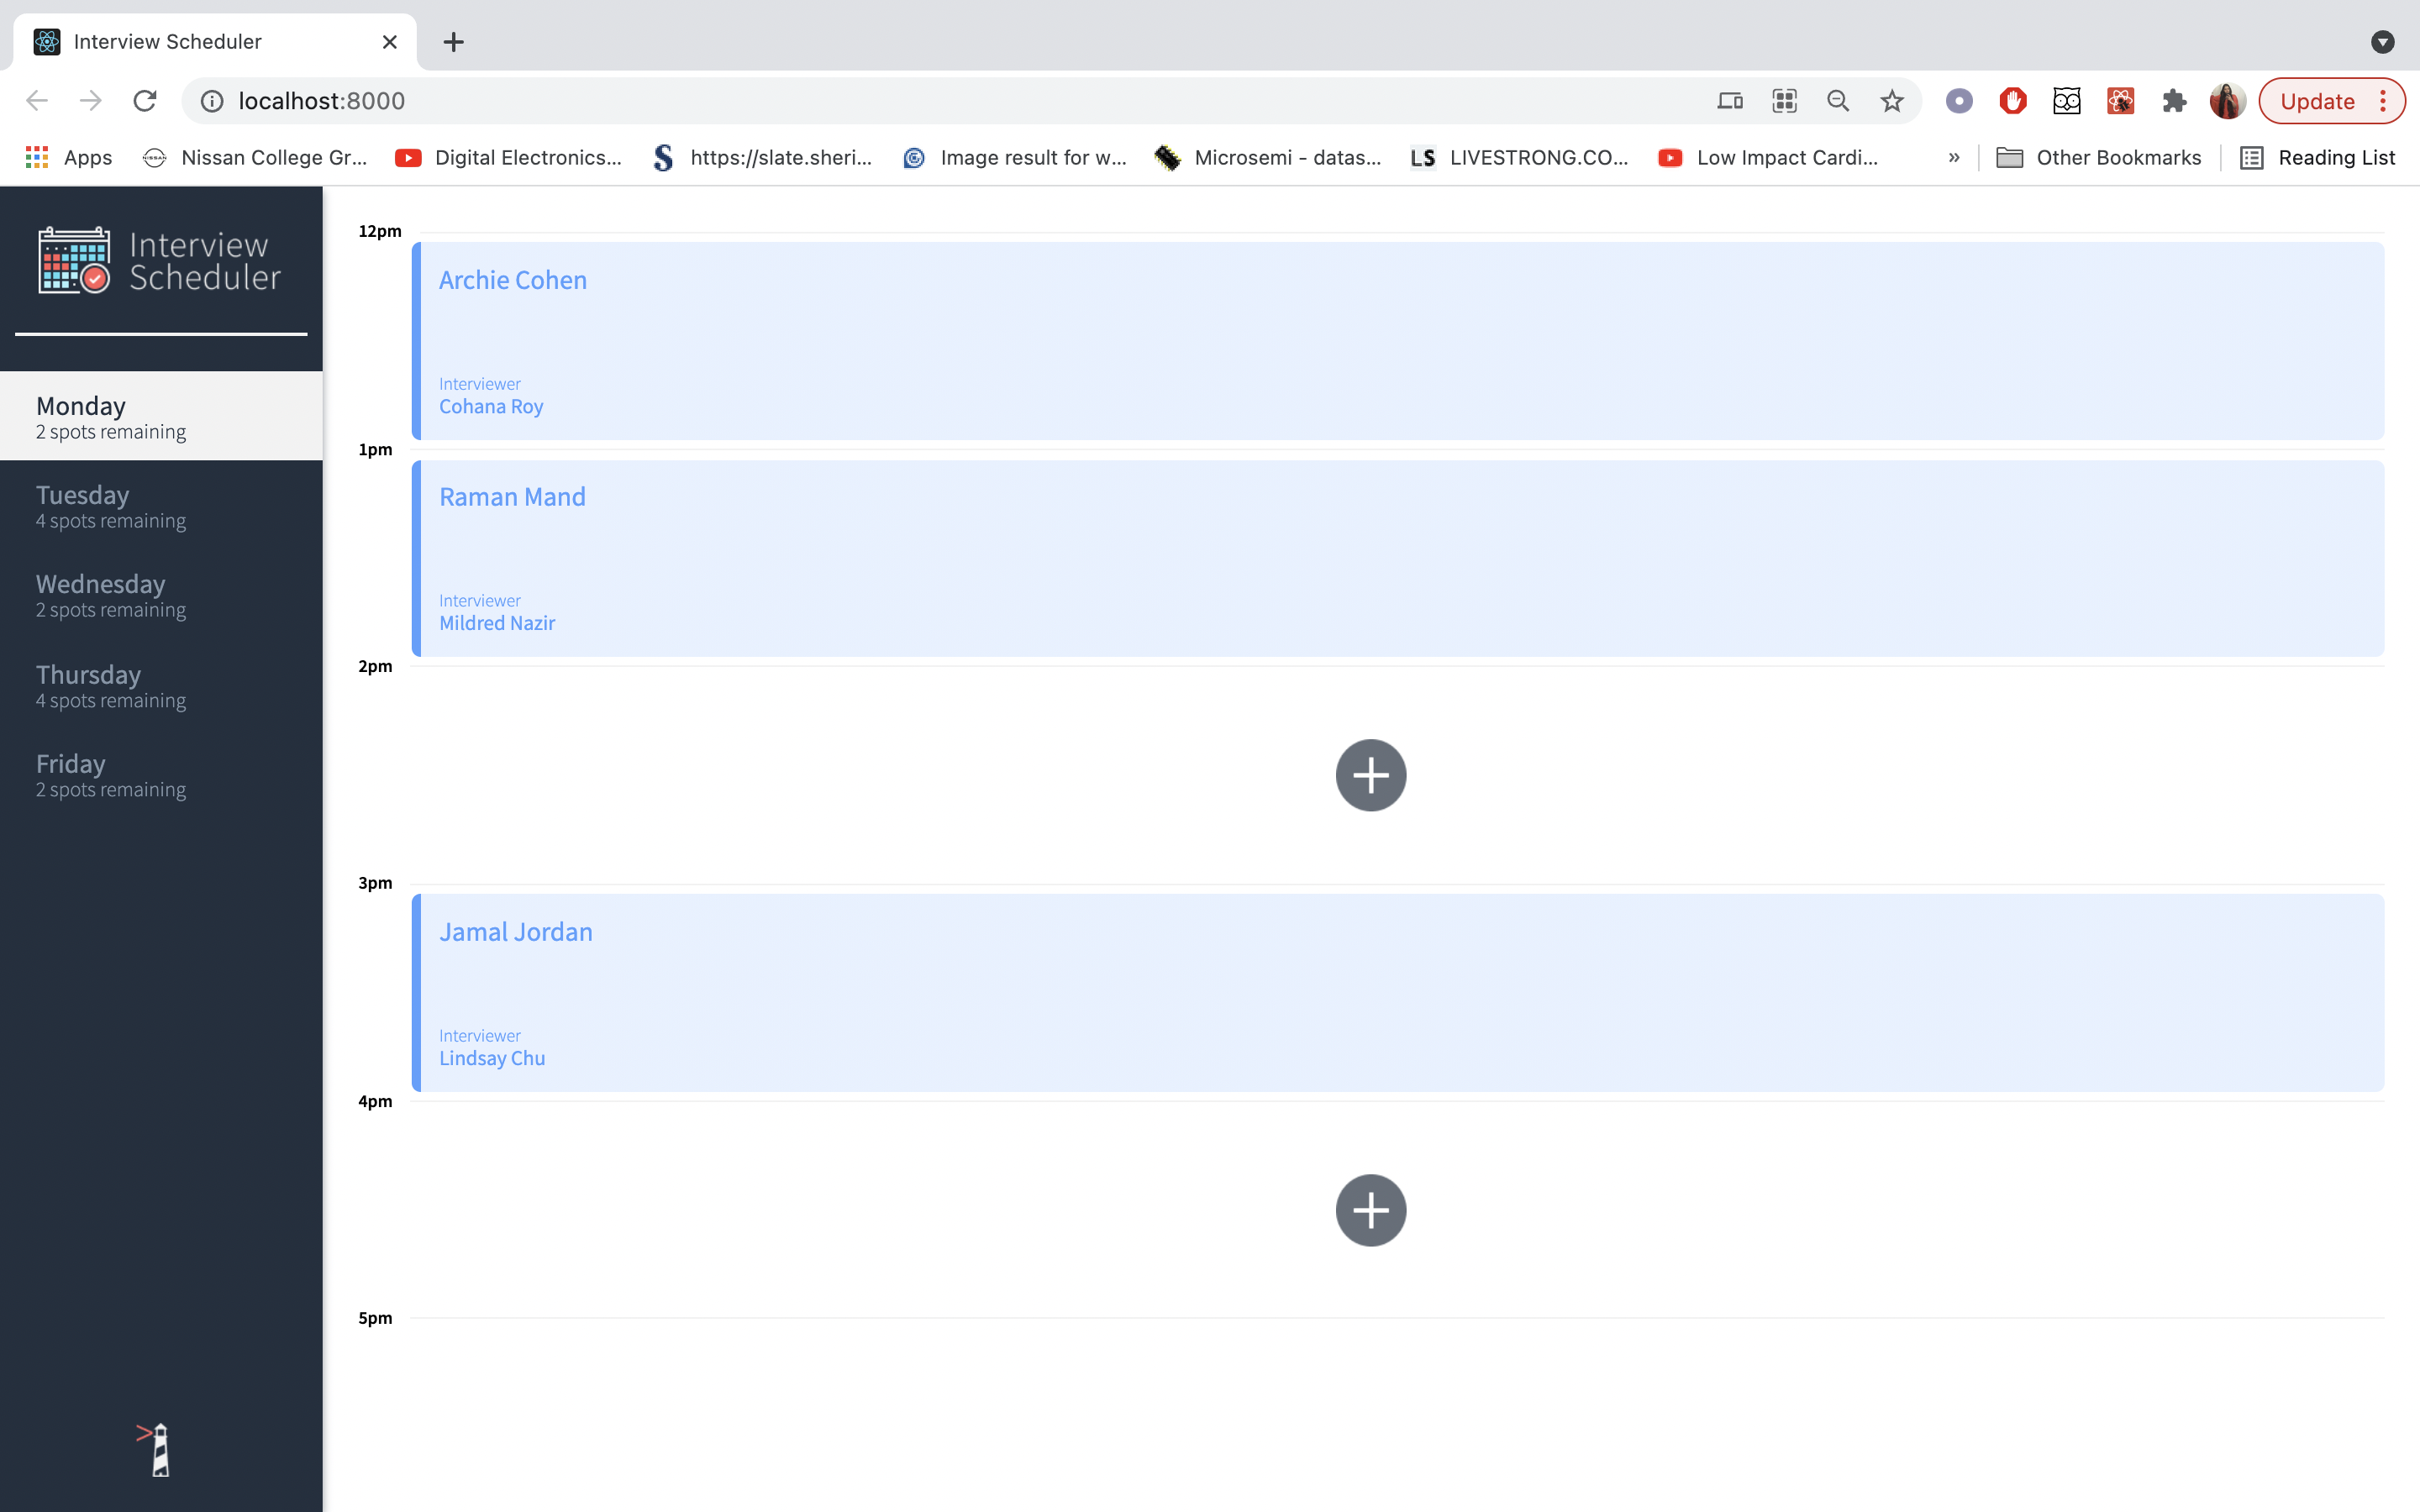 Interview Scheduler
localhost:8000
Update
Apps
NISSAN
Nissan College Gr...
Digital Electronics...
S
https://slate.sheri...
Image result for w...
Microsemi - datas...
LS
LIVESTRONG.CO...
Low Impact Cardi...
»
Other Bookmarks
Reading List
Interview
Scheduler
Monday
2 spots remaining
Tuesday
4 spots remaining
Wednesday
2 spots remaining
Thursday
4 spots remaining
Friday
2 spots remaining
12pm
Archie Cohen
Interviewer
Cohana Roy
1pm
Raman Mand
Interviewer
Mildred Nazir
2pm
3pm
Jamal Jordan
Interviewer
Lindsay Chu
4pm
5pm